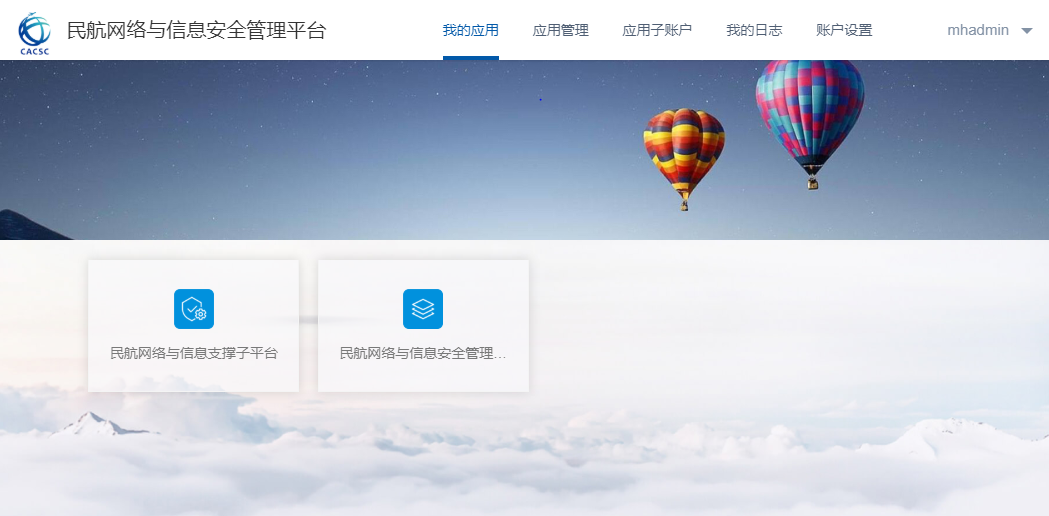 民航网络与信息安全管理平台
我的应用
应用管理
应用子账户
我的日志
账户设置
mhadmin
CACSC
民航网络与信息支撑子平台
民航网络与信息安全管理...